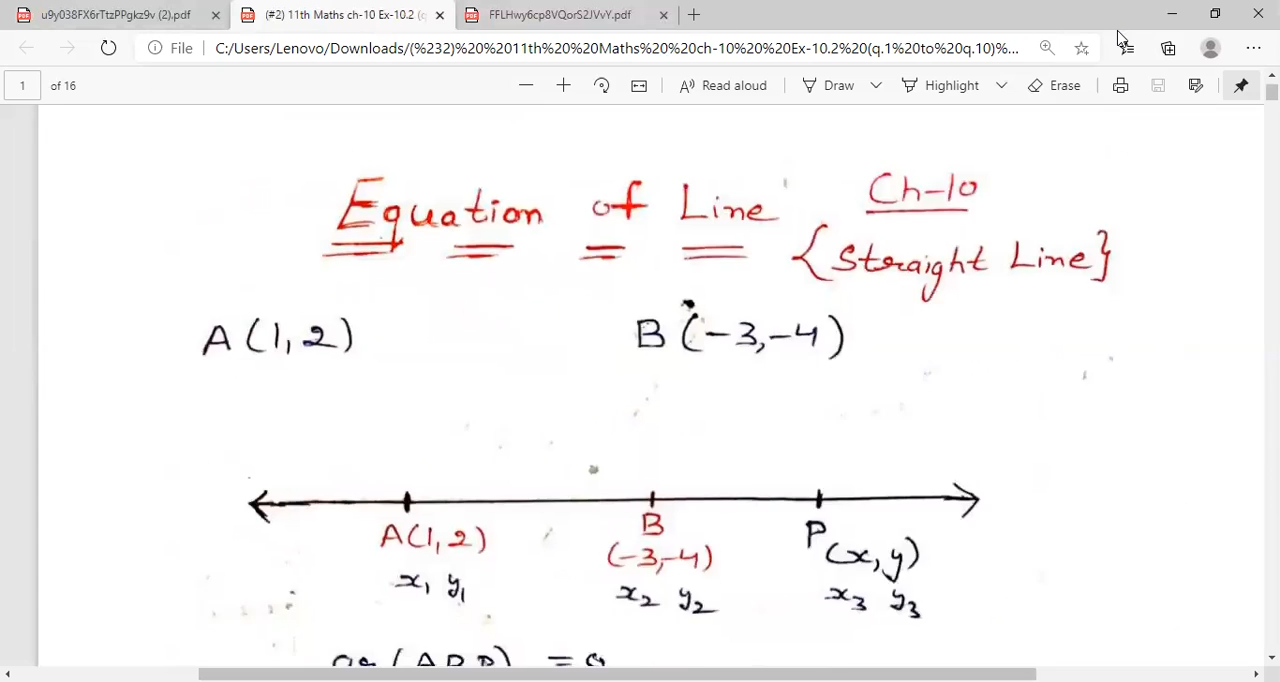 u9y038FX6rTtzPPgkz9v (2).pdf
(#2) 11th Maths ch-10 Ex-10.2 (q
FFLHwy6cp8VQorS2JVvY.pdf
File
C:/Users/Lenovo/Downloads/(%232)%20%2011th%20%20Maths%20%20ch-10%20%20Ex-10.2%20(q.1%20to%20q.10)%...
1 of 16
Read aloud
Draw
Highlight
Erase
Equation of Line Ch-10
{Straight Line}
A(1,2) B(-3,-4)
A(1,2) B P
(-3,-4) (x,y)
x₁ y₁ x₂ y₂ x₃ y₃